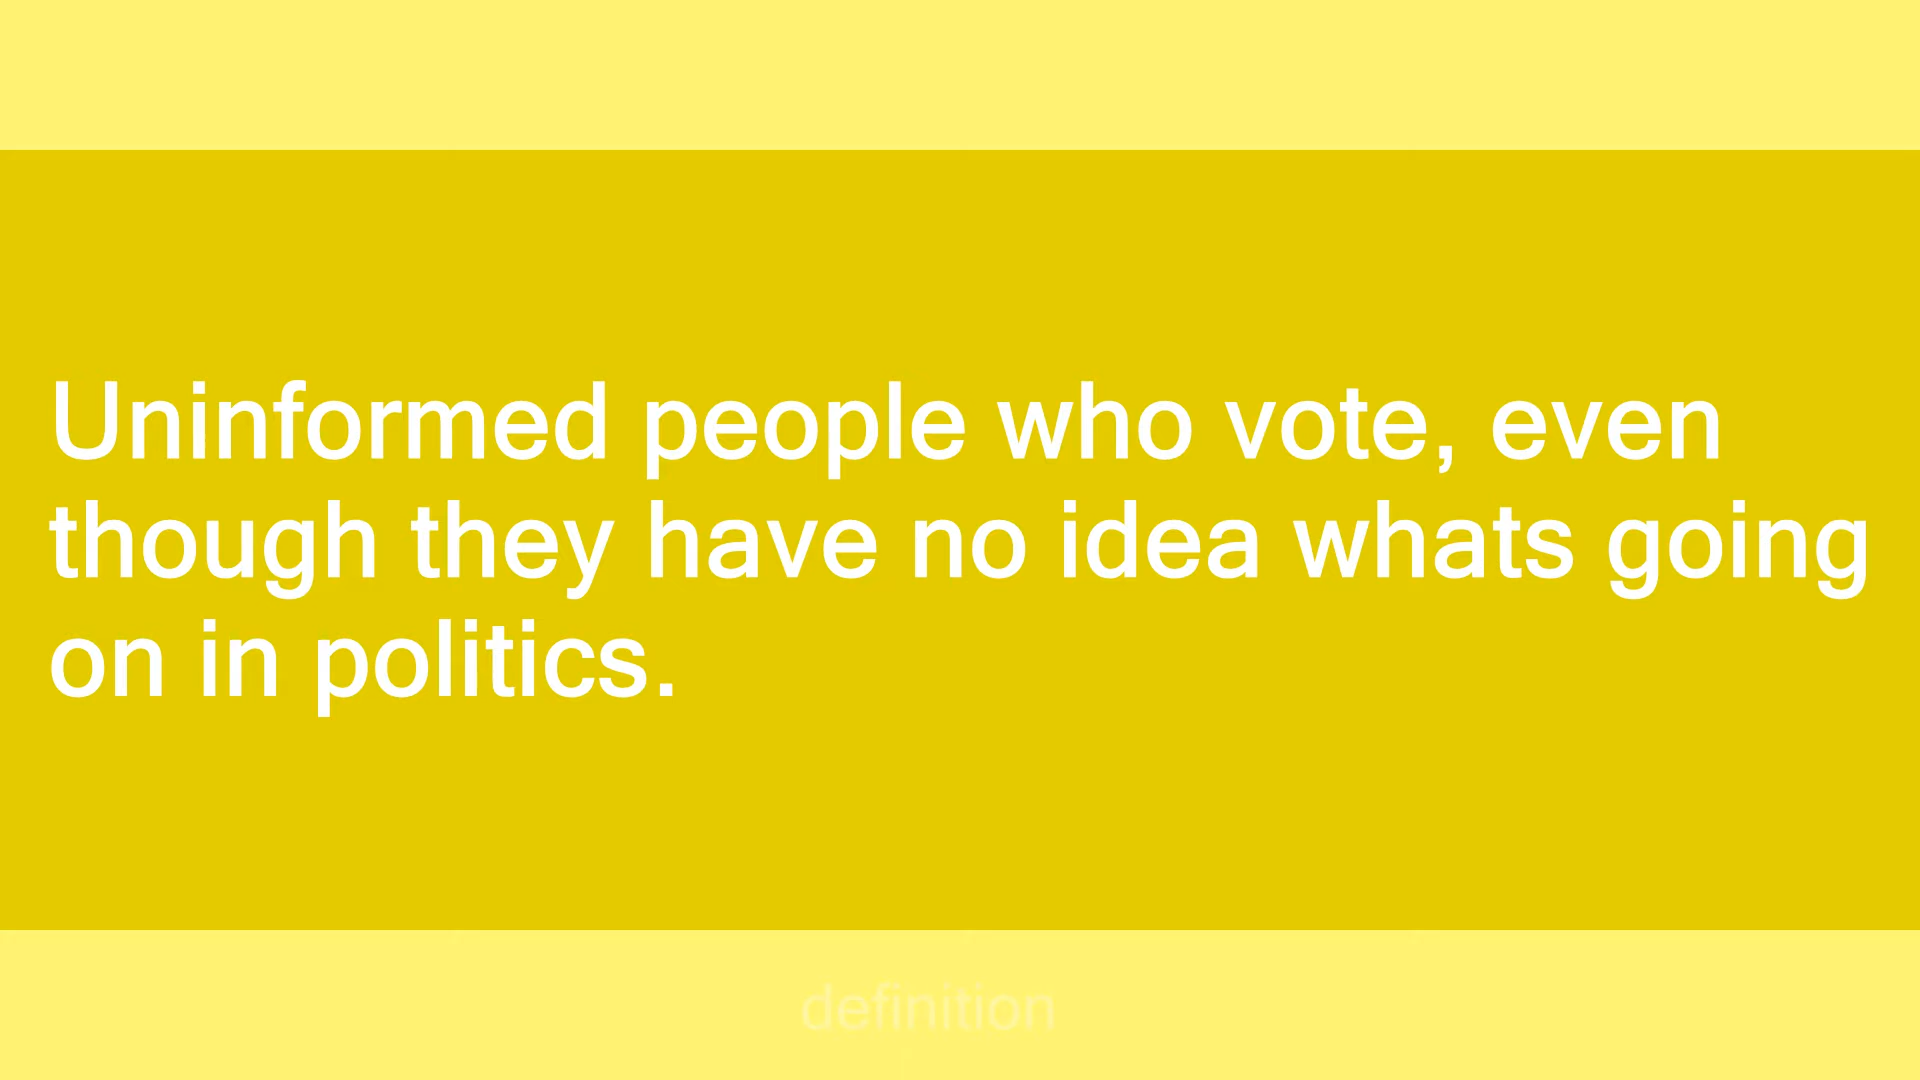 Uninformed people who vote, even
though they have no idea whats going
on in politics.
definition